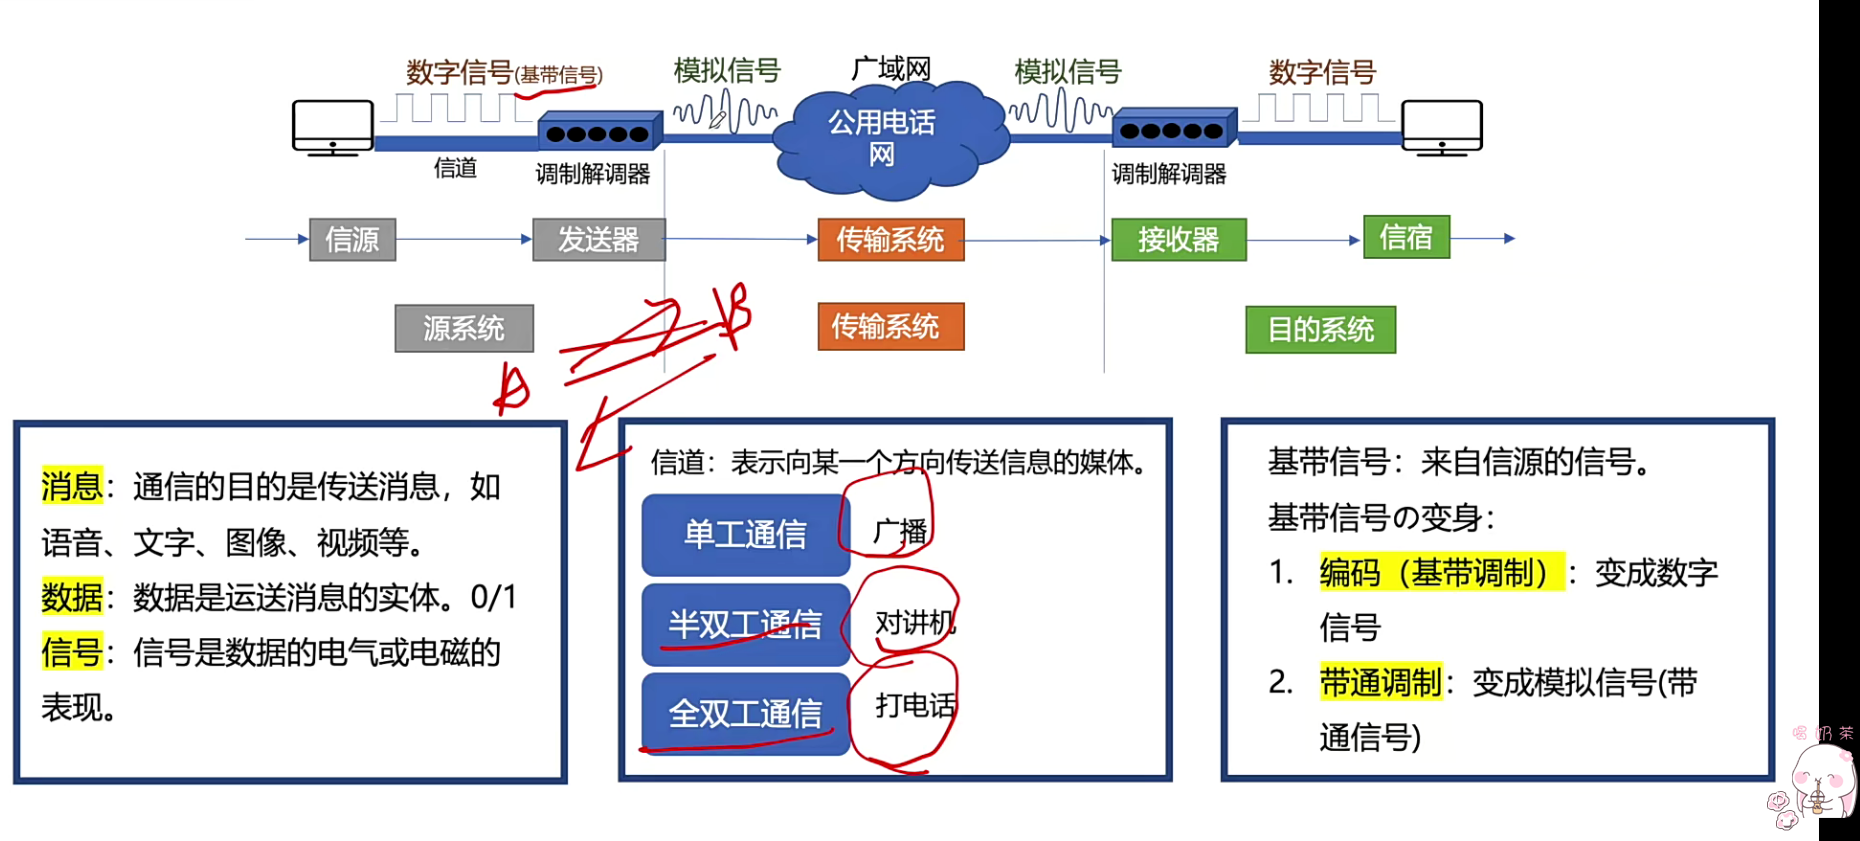 数字信号(基带信号)
模拟信号
广域网
模拟信号
数字信号
公用电话
网
信道
调制解调器
调制解调器
信源
发送器
传输系统
接收器
信宿
源系统
传输系统
目的系统
A
B
消息：通信的目的是传送消息，如
语音、文字、图像、视频等。
数据：数据是运送消息的实体。0/1
信号：信号是数据的电气或电磁的
表现。
信道：表示向某一个方向传送信息的媒体。
单工通信 广播
半双工通信 对讲机
全双工通信 打电话
基带信号：来自信源的信号。
基带信号の变身：
1. 编码（基带调制）：变成数字
信号
2. 带通调制：变成模拟信号(带
通信号)
喝奶茶